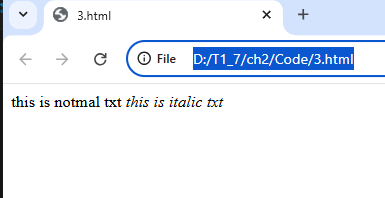 3.html
File D:/T1_7/ch2/Code/3.html
this is notmal txt this is italic txt